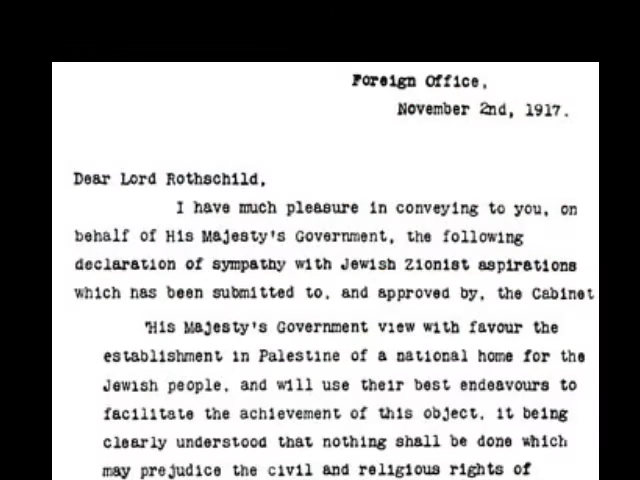 Foreign Office,
November 2nd, 1917.
Dear Lord Rothschild,
I have much pleasure in conveying to you, on
behalf of His Majesty's Government, the following
declaration of sympathy with Jewish Zionist aspirations
which has been submitted to, and approved by, the Cabinet
'His Majesty's Government view with favour the
establishment in Palestine of a national home for the
Jewish people, and will use their best endeavours to
facilitate the achievement of this object, it being
clearly understood that nothing shall be done which
may prejudice the civil and religious rights of